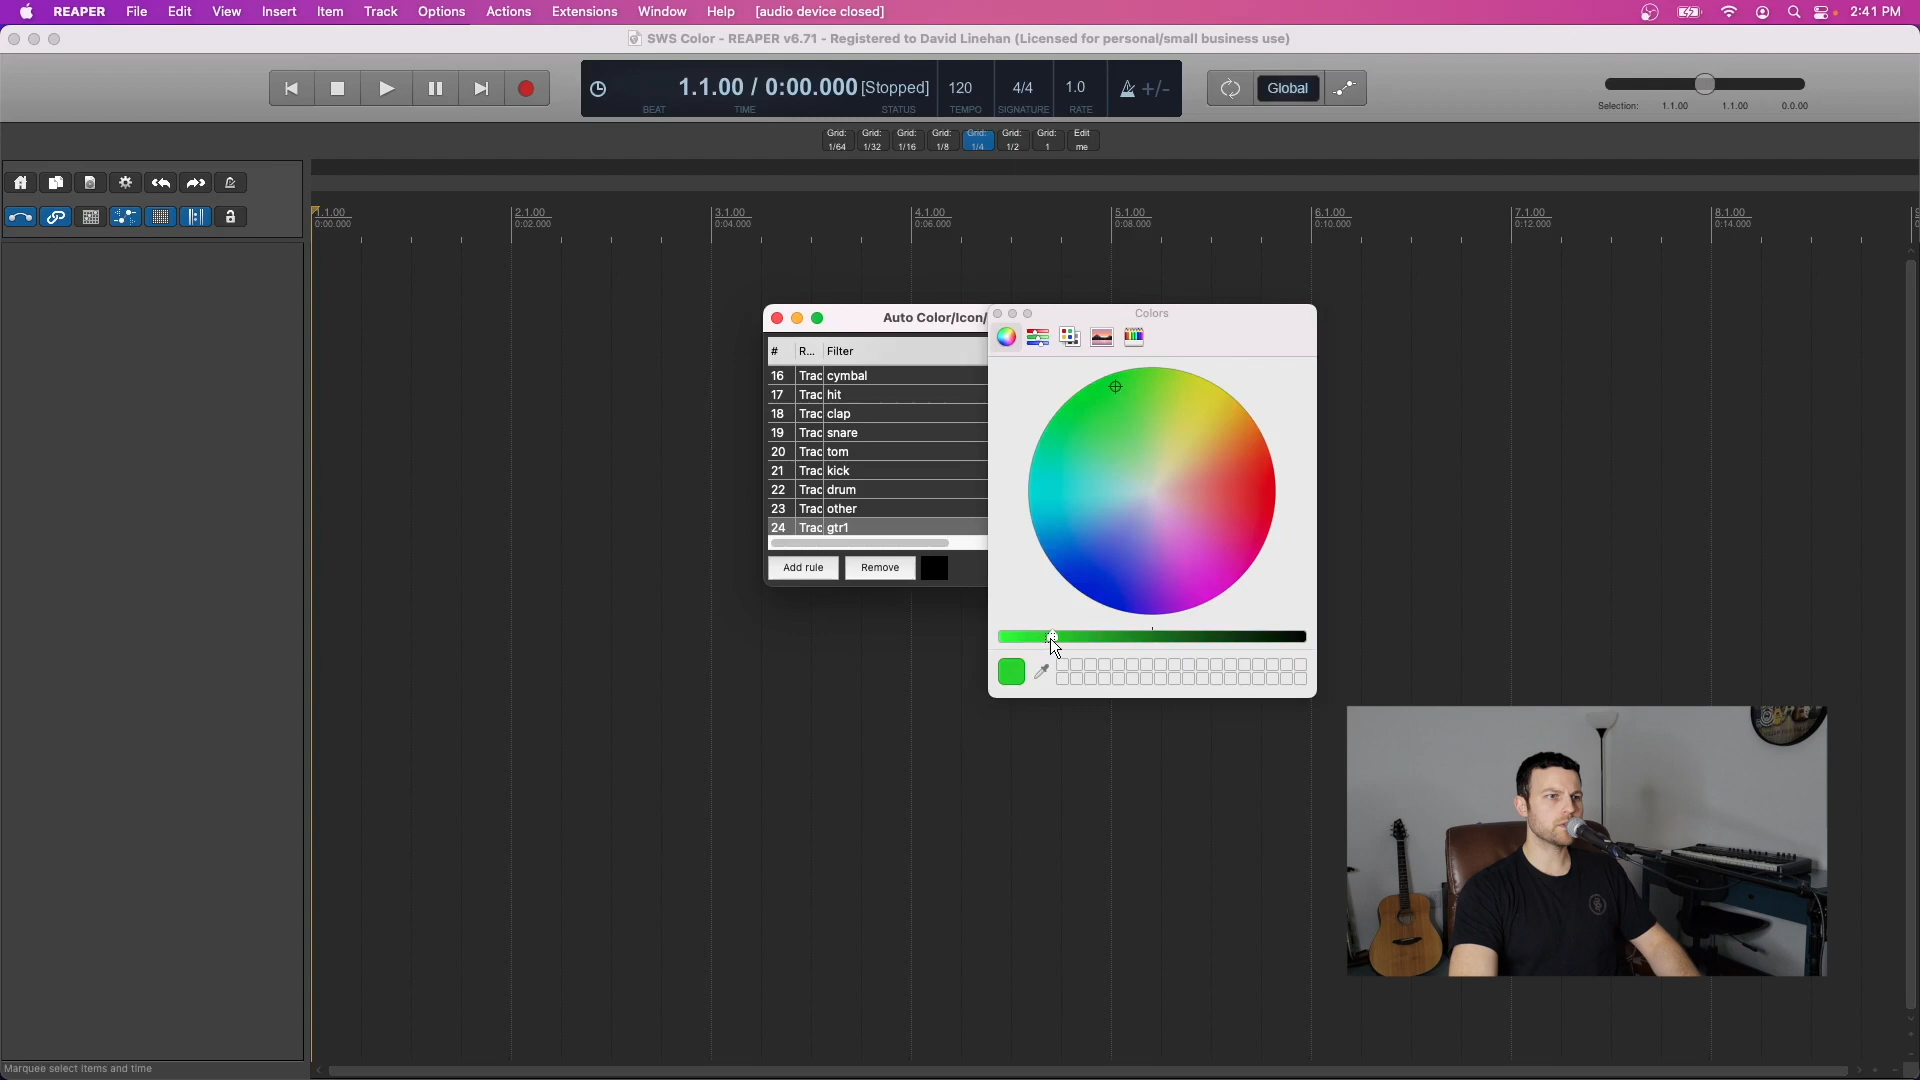 REAPER File Edit View Insert Item Track Options Actions Extensions Window Help [audio device closed] 2:41 PM
SWS Color - REAPER v6.71 - Registered to David Linehan (Licensed for personal/small business use)
1.1.00 / 0:00.000 [Stopped] 120 4/4 1.0 +/- Global
BEAT TIME STATUS TEMPO SIGNATURE RATE
Selection: 1.1.00 1.1.00 0.0.00
Grid: Grid: Grid: Grid: Grid: Grid: Grid: Edit
1/64 1/32 1/16 1/8 1/4 1/2 1 me
1.1.00 2.1.00 3.1.00 4.1.00 5.1.00 6.1.00 7.1.00 8.1.00
0:00.000 0:02.000 0:04.000 0:06.000 0:08.000 0:10.000 0:12.000 0:14.000
Auto Color/Icon/
Colors
# R... Filter
16 Trac cymbal
17 Trac hit
18 Trac clap
19 Trac snare
20 Trac tom
21 Trac kick
22 Trac drum
23 Trac other
24 Trac gtr1
Add rule Remove
Marquee select items and time